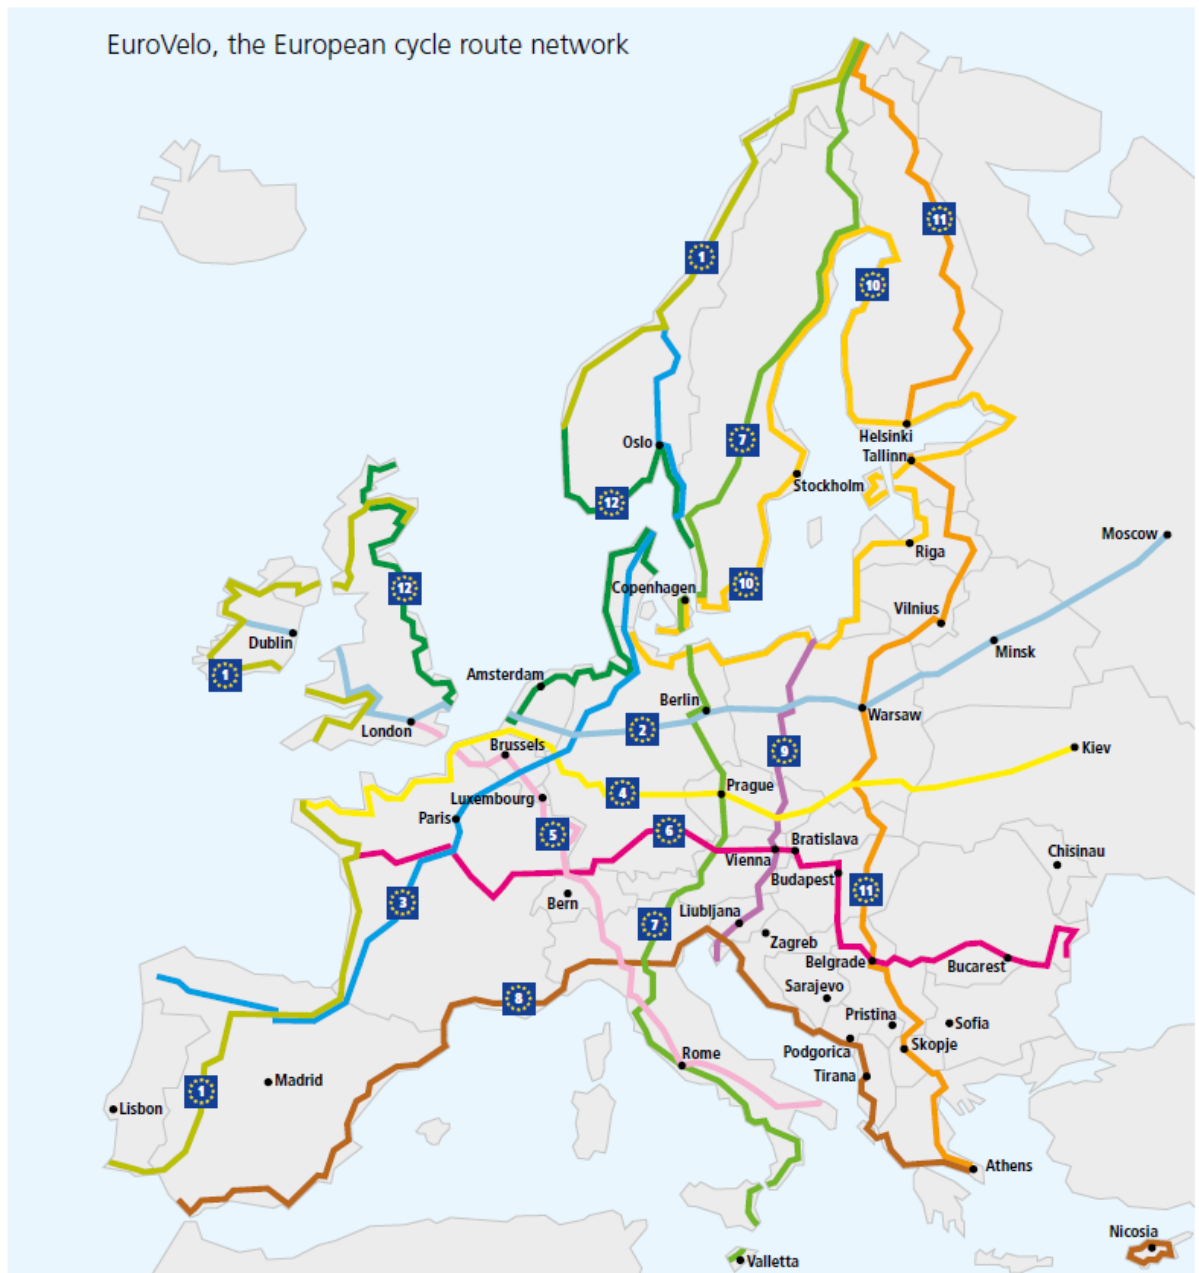 EuroVelo, the European cycle route network
11
1
10
Oslo
7
Helsinki
Tallinn
Stockholm
12
Moscow
Riga
12
Copenhagen
10
Vilnius
Dublin
Minsk
1
Amsterdam
Berlin
Warsaw
London
2
Brussels
9
Kiev
Luxembourg
4
Prague
Paris
5
6
Bratislava
Vienna
Chisinau
Budapest
11
3
Bern
7
Liubljana
Zagreb
Belgrade
Bucarest
Sarajevo
8
Pristina
Sofia
Skopje
Podgorica
Rome
Tirana
Madrid
1
Lisbon
Athens
Nicosia
Valletta